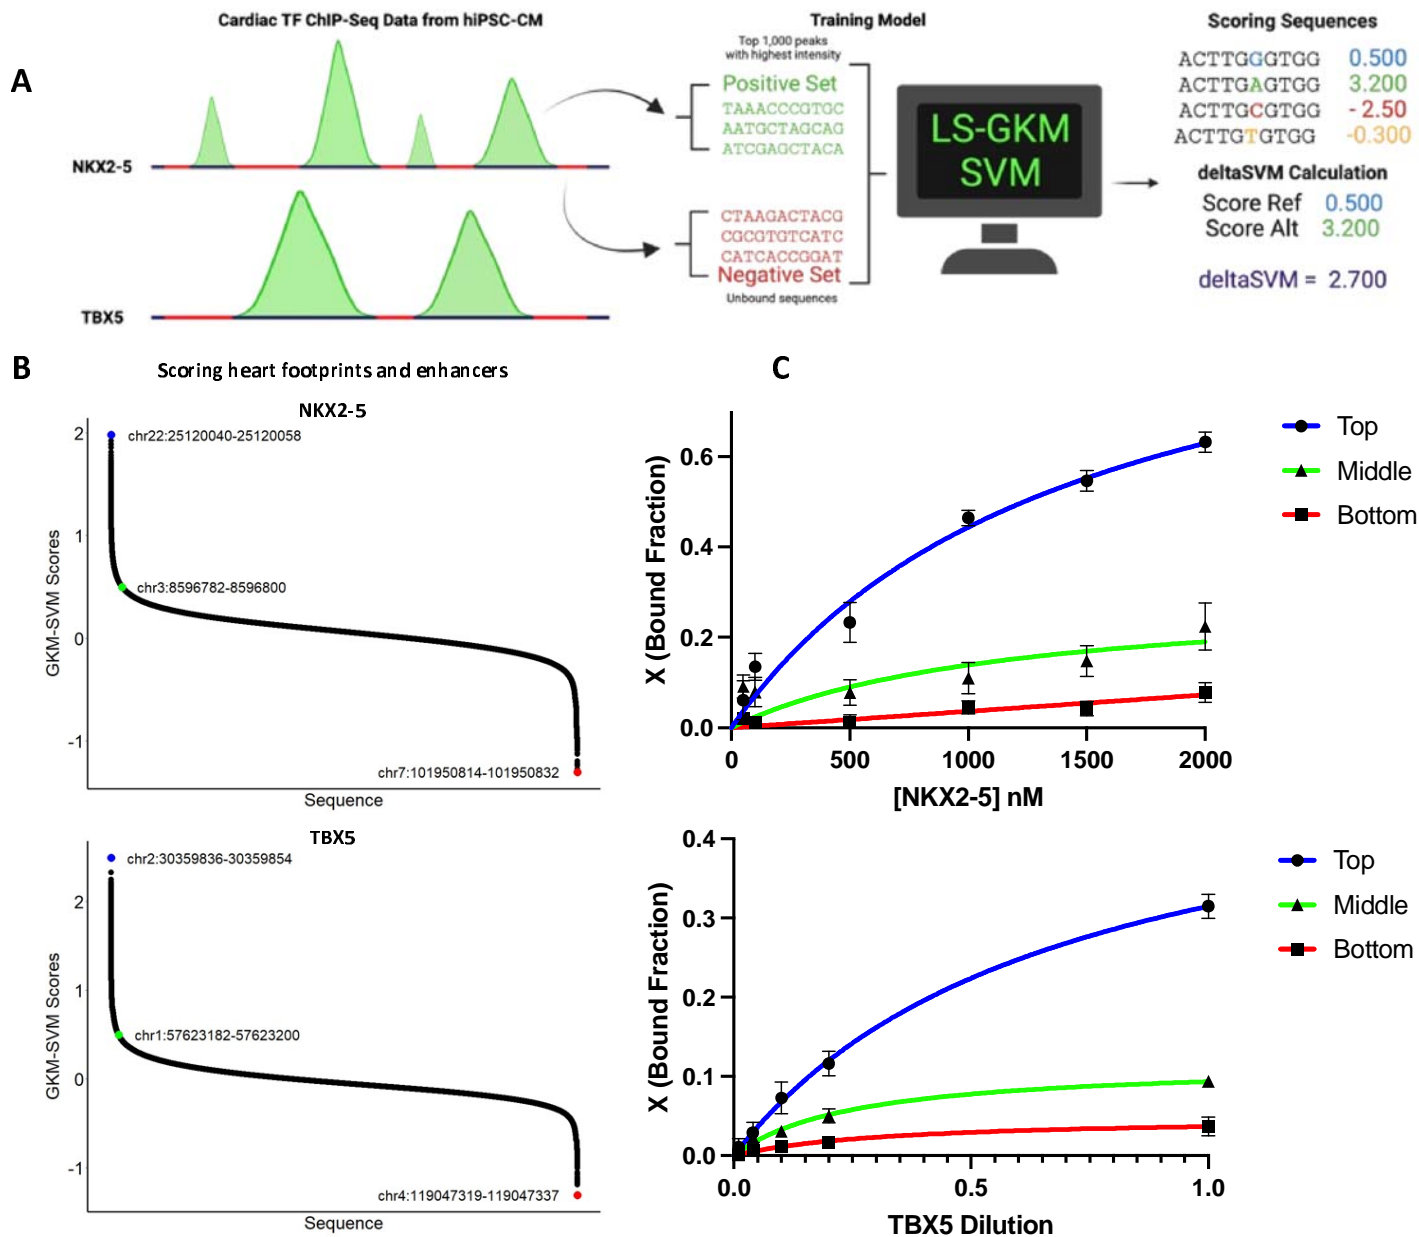 A
Cardiac TF ChIP-Seq Data from hiPSC-CM
NKX2-5
TBX5
Training Model
Top 1,000 peaks
with highest intensity
Positive Set
TAAACCCGTGC
AATGCTAGCAG
ATCGAGCTACA
CTAAGACTACG
CGCGTGTCATC
CATCACCGGAT
Negative Set
Unbound sequences
LS-GKM
SVM
Scoring Sequences
ACTTGGGTGG 0.500
ACTTGAGTGG 3.200
ACTTGCGTGG - 2.50
ACTTGTGTGG -0.300
deltaSVM Calculation
Score Ref 0.500
Score Alt 3.200
deltaSVM = 2.700
B
Scoring heart footprints and enhancers
NKX2-5
GKM-SVM Scores
2
1
0
-1
chr22:25120040-25120058
chr3:8596782-8596800
chr7:101950814-101950832
Sequence
TBX5
GKM-SVM Scores
2
1
0
-1
chr2:30359836-30359854
chr1:57623182-57623200
chr4:119047319-119047337
Sequence
C
X (Bound Fraction)
0.6
0.4
0.2
0.0
0 500 1000 1500 2000
[NKX2-5] nM
Top
Middle
Bottom
X (Bound Fraction)
0.4
0.3
0.2
0.1
0.0
0.0 0.5 1.0
TBX5 Dilution
Top
Middle
Bottom